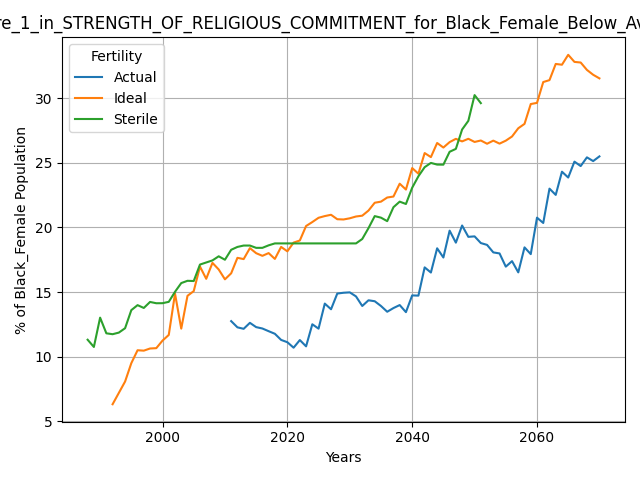 re_1_in_STRENGTH_OF_RELIGIOUS_COMMITMENT_for_Black_Female_Below_Av
Fertility
Actual
Ideal
Sterile
% of Black_Female Population
30
25
20
15
10
5
2000 2020 2040 2060
Years